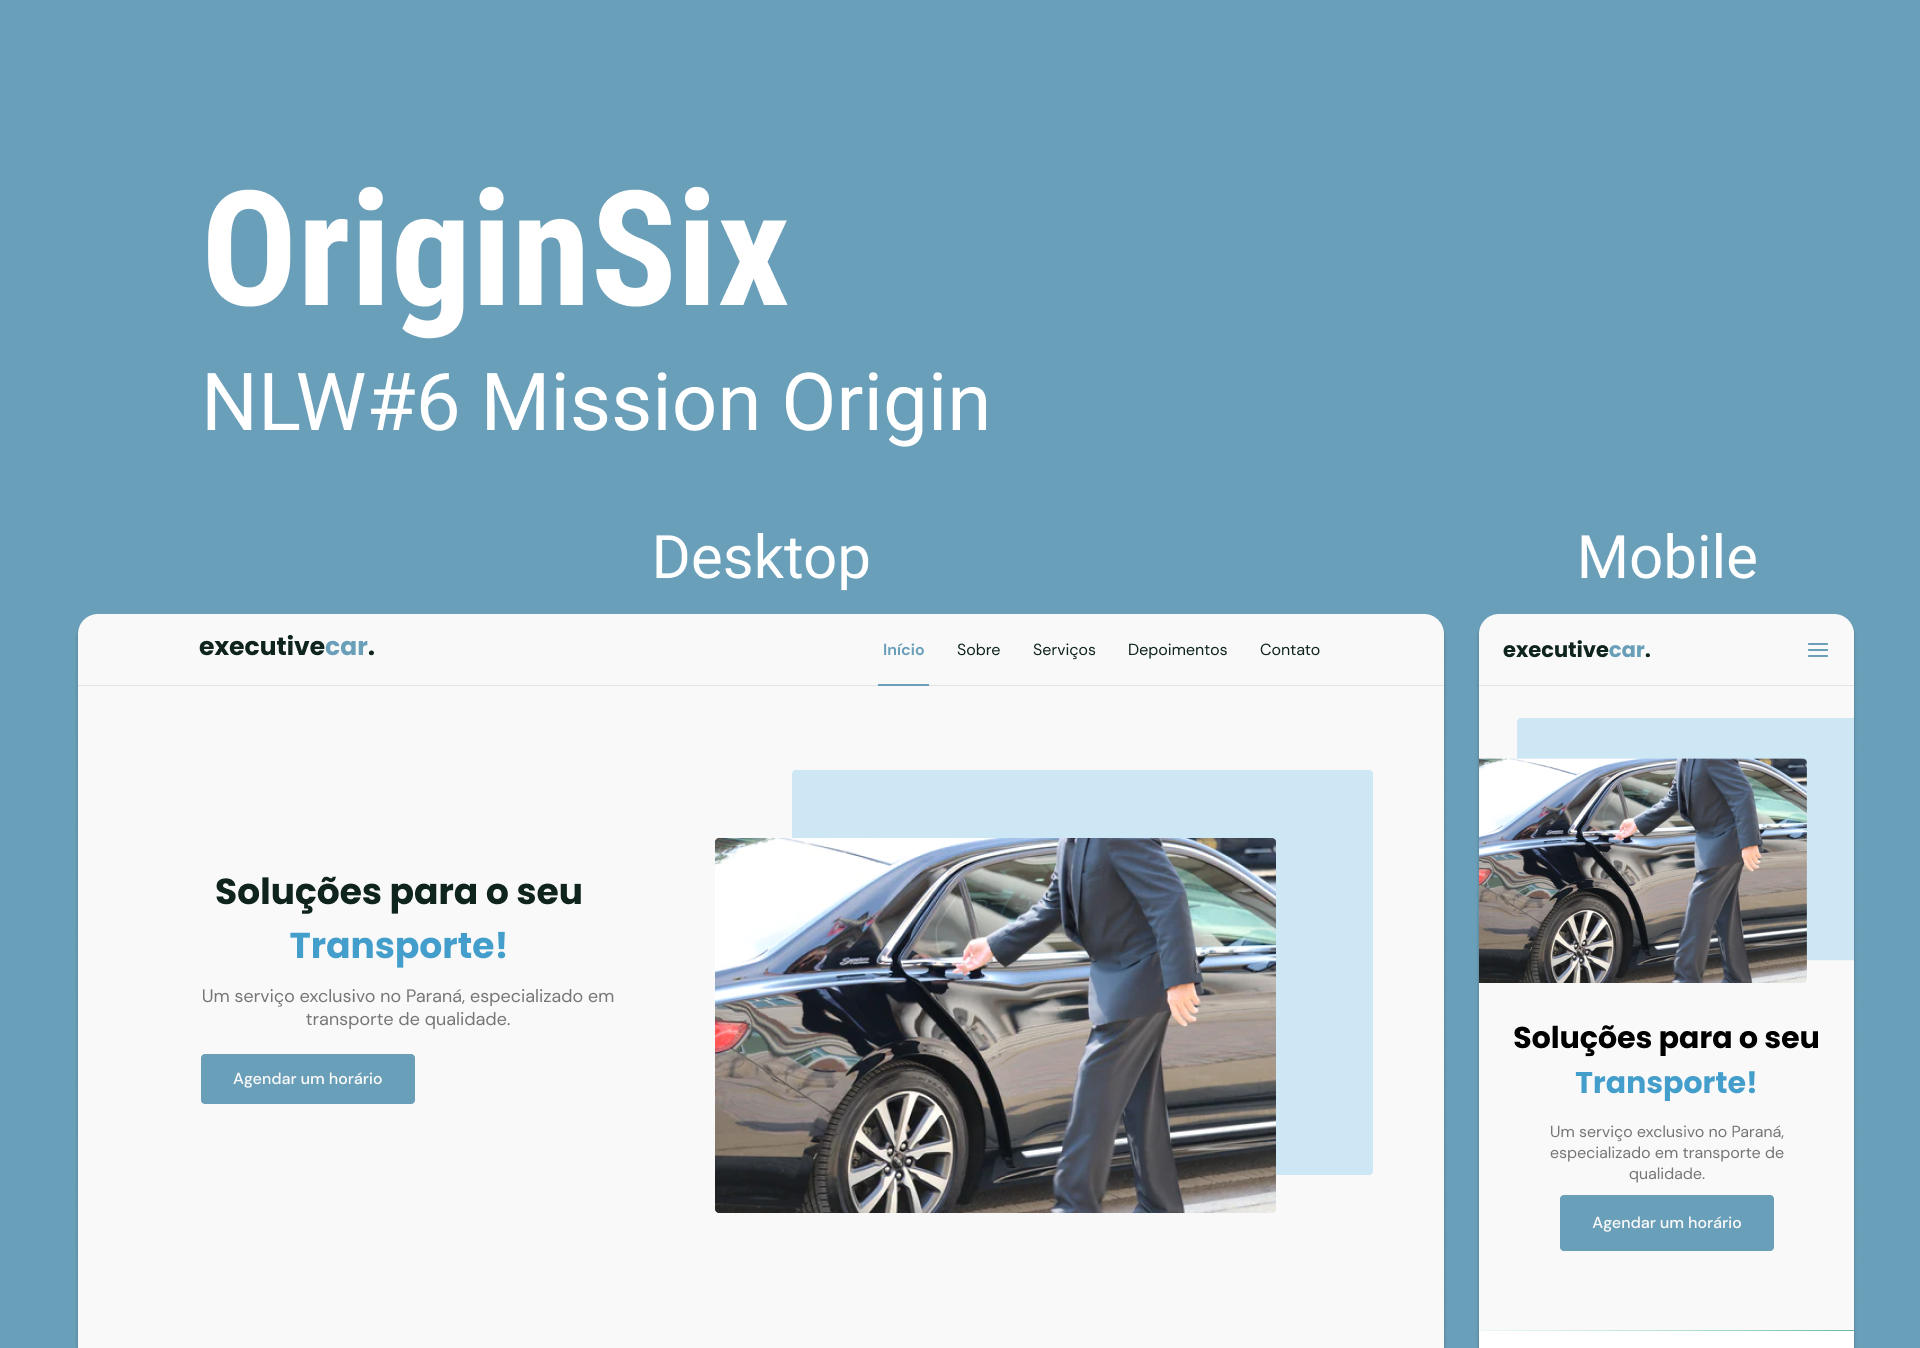 OriginSix
NLW#6 Mission Origin
Desktop
Mobile
executivecar.
Início
Sobre
Serviços
Depoimentos
Contato
Soluções para o seu
Transporte!
Um serviço exclusivo no Paraná, especializado em
transporte de qualidade.
Agendar um horário
executivecar.
Soluções para o seu
Transporte!
Um serviço exclusivo no Paraná,
especializado em transporte de
qualidade.
Agendar um horário